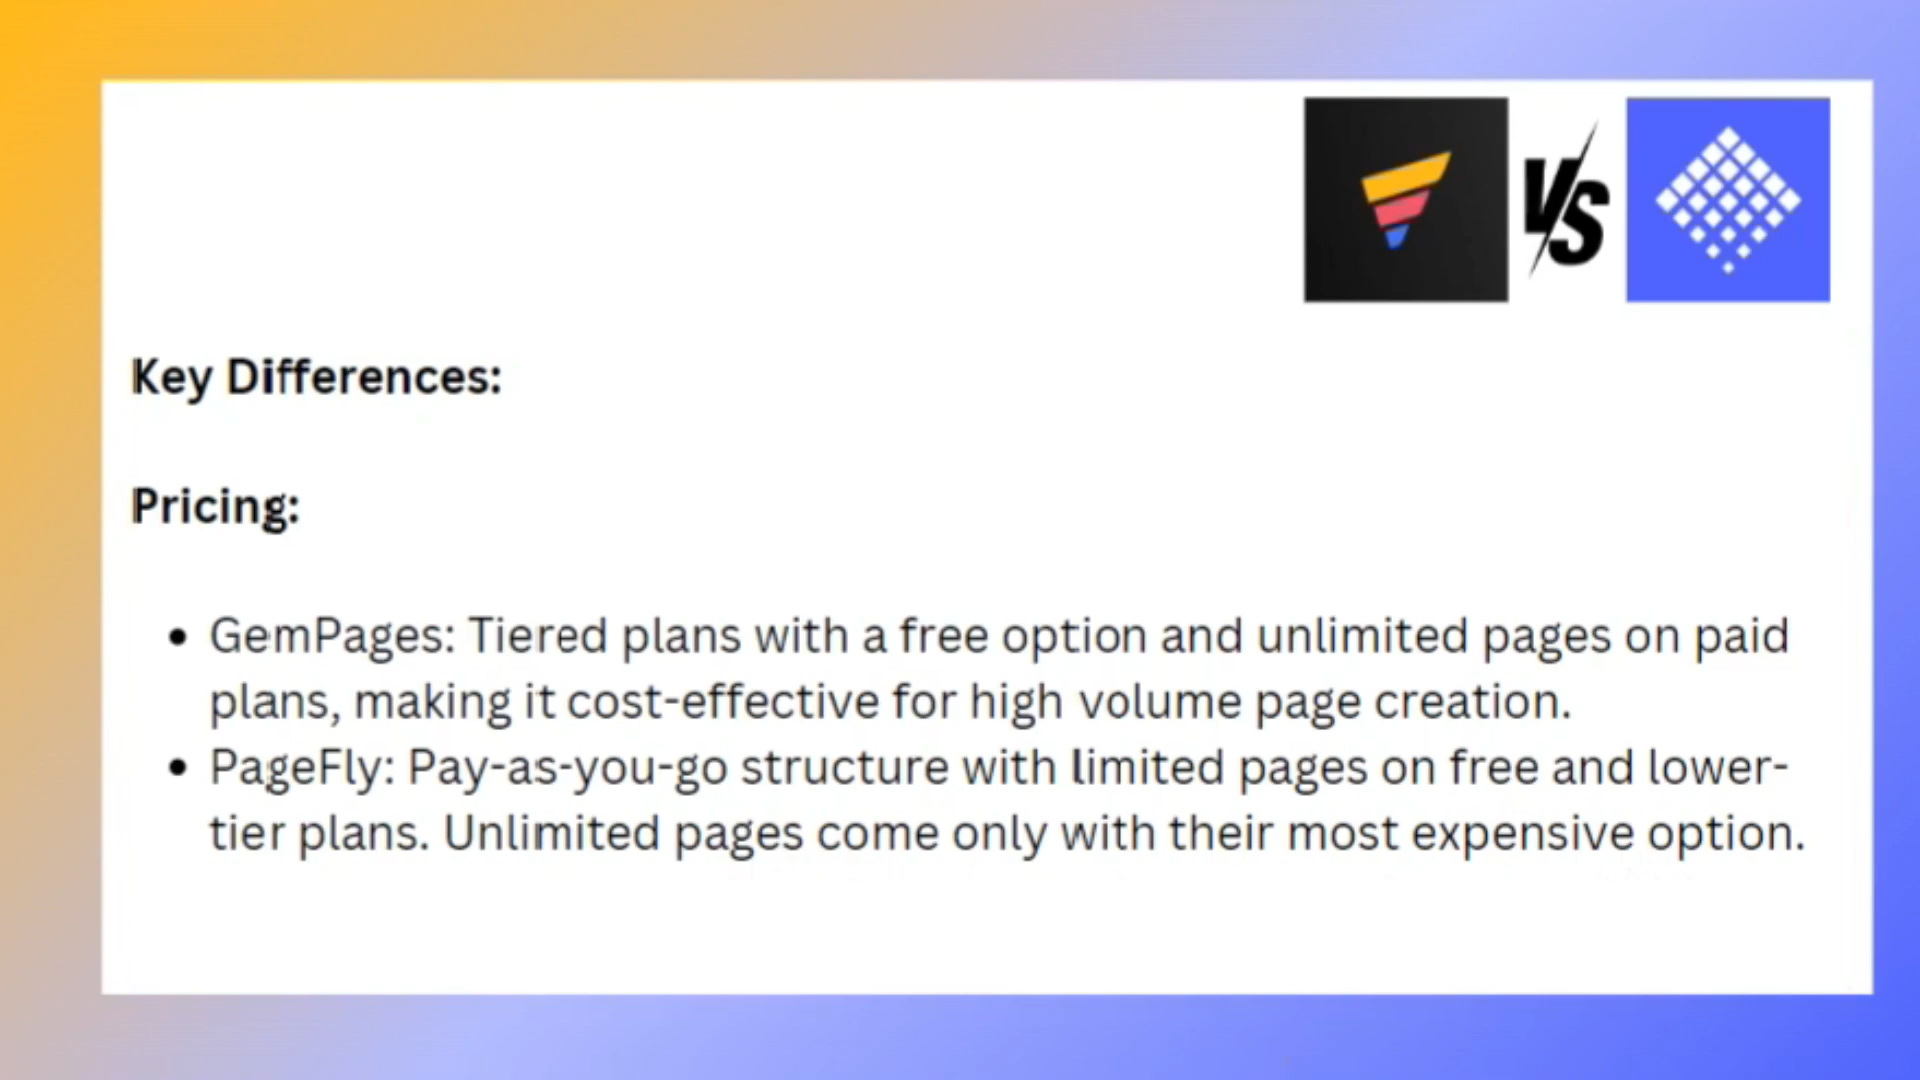 VS
Key Differences:
Pricing:
• GemPages: Tiered plans with a free option and unlimited pages on paid
plans, making it cost-effective for high volume page creation.
• PageFly: Pay-as-you-go structure with limited pages on free and lower-
tier plans. Unlimited pages come only with their most expensive option.